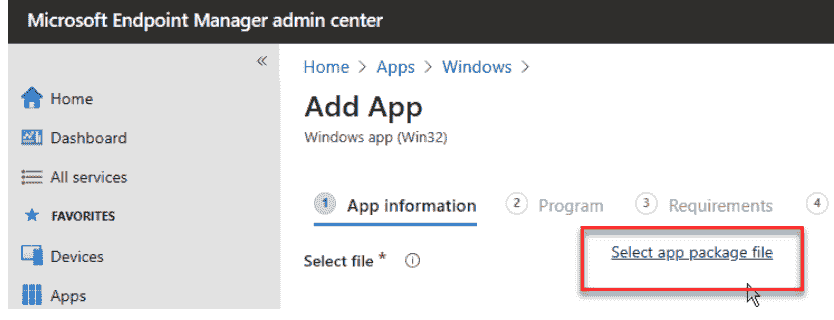 Microsoft Endpoint Manager admin center
«
Home > Apps > Windows >
Add App
Windows app (Win32)
Home
Dashboard
All services
FAVORITES
Devices
Apps
1 App information 2 Program 3 Requirements 4
Select file * Select app package file